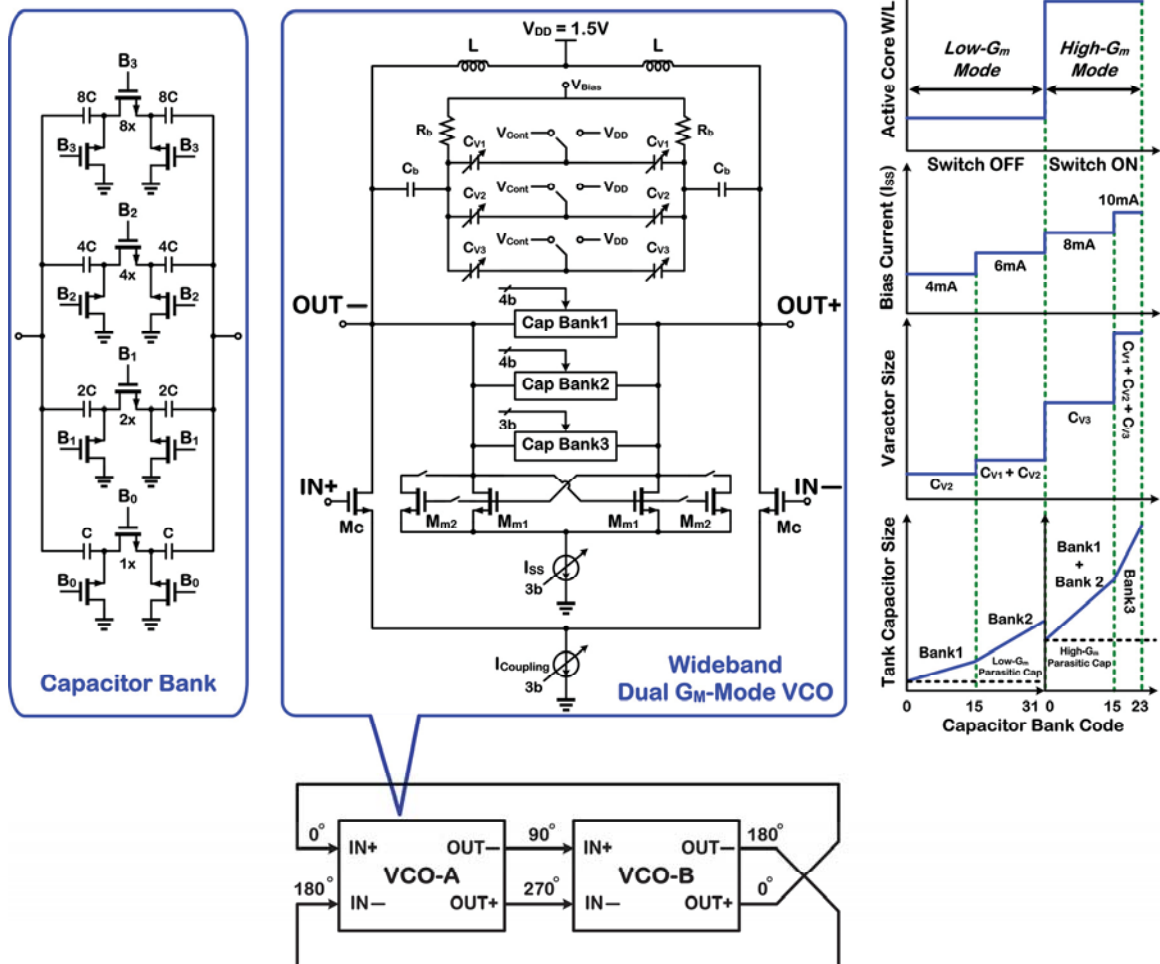 B3
8C
8C
8x
B3
B3
B2
4C
4C
4x
B2
B2
B1
2C
2C
2x
B1
B1
B0
C
C
1x
B0
B0
Capacitor Bank
VDD = 1.5V
L
L
VBias
Rb
Rb
VCont
VDD
CV1
CV1
Cb
Cb
VCont
VDD
CV2
CV2
VCont
VDD
CV3
CV3
OUT−
OUT+
4b
Cap Bank1
4b
Cap Bank2
3b
Cap Bank3
IN+
IN−
Mc
Mm2
Mm1
Mm1
Mm2
Mc
ISS
3b
ICoupling
3b
Wideband
Dual GM-Mode VCO
Active Core W/L
Low-Gm
Mode
High-Gm
Mode
Switch OFF
Switch ON
Bias Current (ISS)
4mA
6mA
8mA
10mA
Varactor Size
CV2
CV1 + CV2
CV3
CV1 + CV2 + CV3
Tank Capacitor Size
Bank1
Bank2
Low-Gm
Parasitic Cap
Bank1
+
Bank 2
Bank3
High-Gm
Parasitic Cap
0
15
31
0
15
23
Capacitor Bank Code
0°
IN+
OUT−
90°
IN+
OUT−
180°
VCO-A
VCO-B
180°
IN−
OUT+
270°
IN−
OUT+
0°